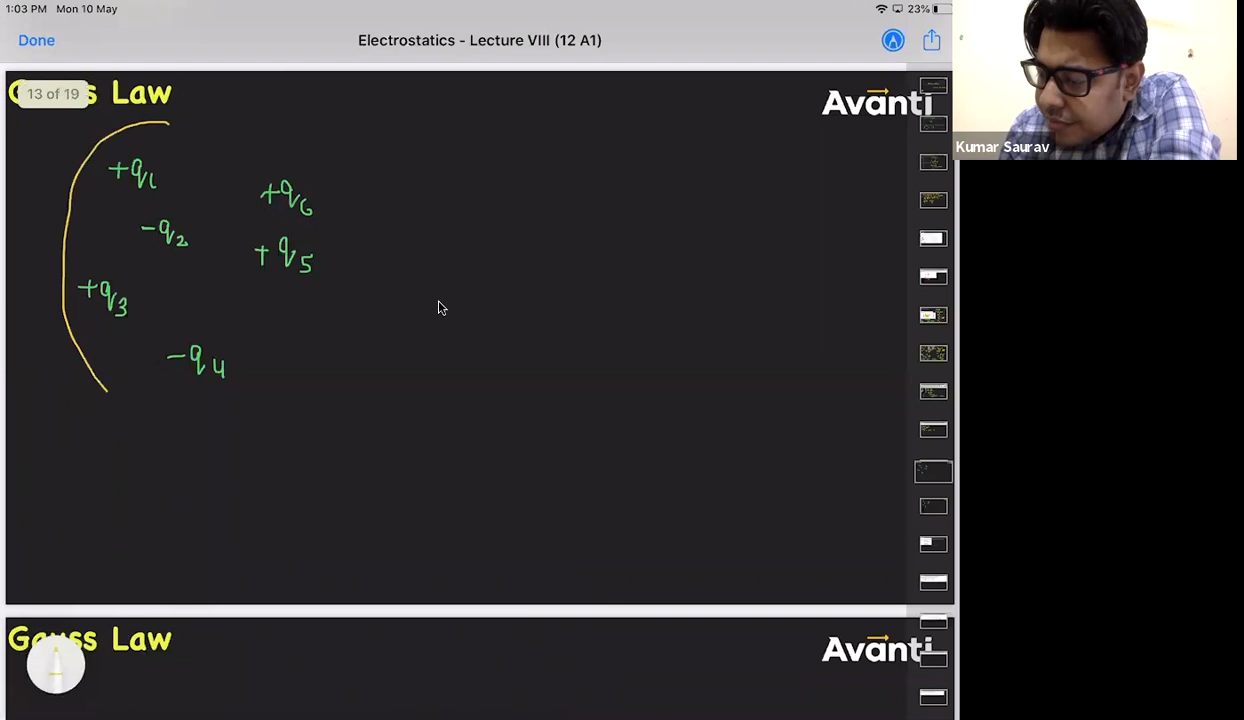 1:03 PM Mon 10 May
23%
Done
Electrostatics - Lecture VIII (12 A1)
13 of 19
Law
Avanti
+q1
+q6
-q2
+q5
+q3
-q4
Kumar Saurav
Gauss Law
Avanti